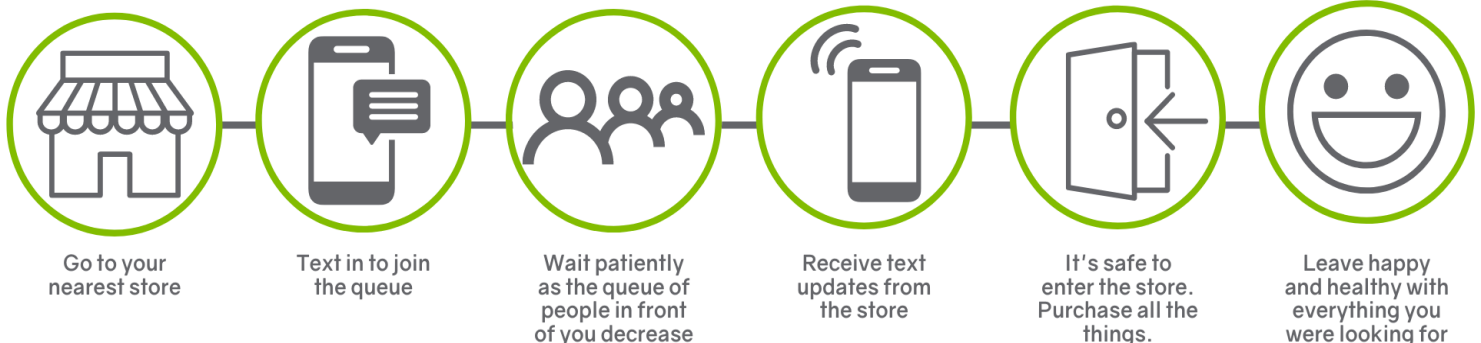 Go to your
nearest store
Text in to join
the queue
Wait patiently
as the queue of
people in front
of you decrease
Receive text
updates from
the store
It's safe to
enter the store.
Purchase all the
things.
Leave happy
and healthy with
everything you
were looking for